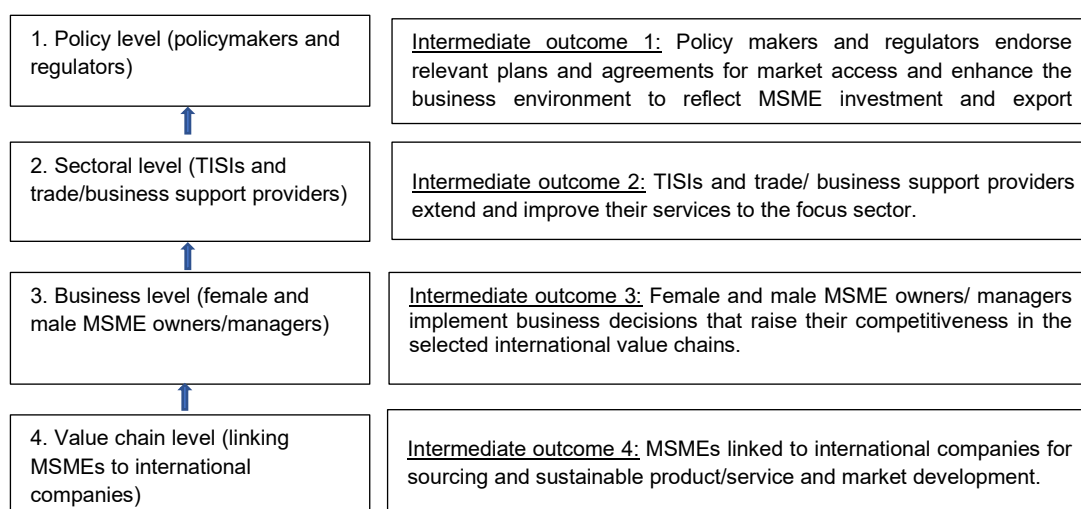 1. Policy level (policymakers and
regulators)
Intermediate outcome 1: Policy makers and regulators endorse
relevant plans and agreements for market access and enhance the
business environment to reflect MSME investment and export
2. Sectoral level (TISIs and
trade/business support providers)
Intermediate outcome 2: TISIs and trade/ business support providers
extend and improve their services to the focus sector.
3. Business level (female and
male MSME owners/managers)
Intermediate outcome 3: Female and male MSME owners/ managers
implement business decisions that raise their competitiveness in the
selected international value chains.
4. Value chain level (linking
MSMEs to international
companies)
Intermediate outcome 4: MSMEs linked to international companies for
sourcing and sustainable product/service and market development.